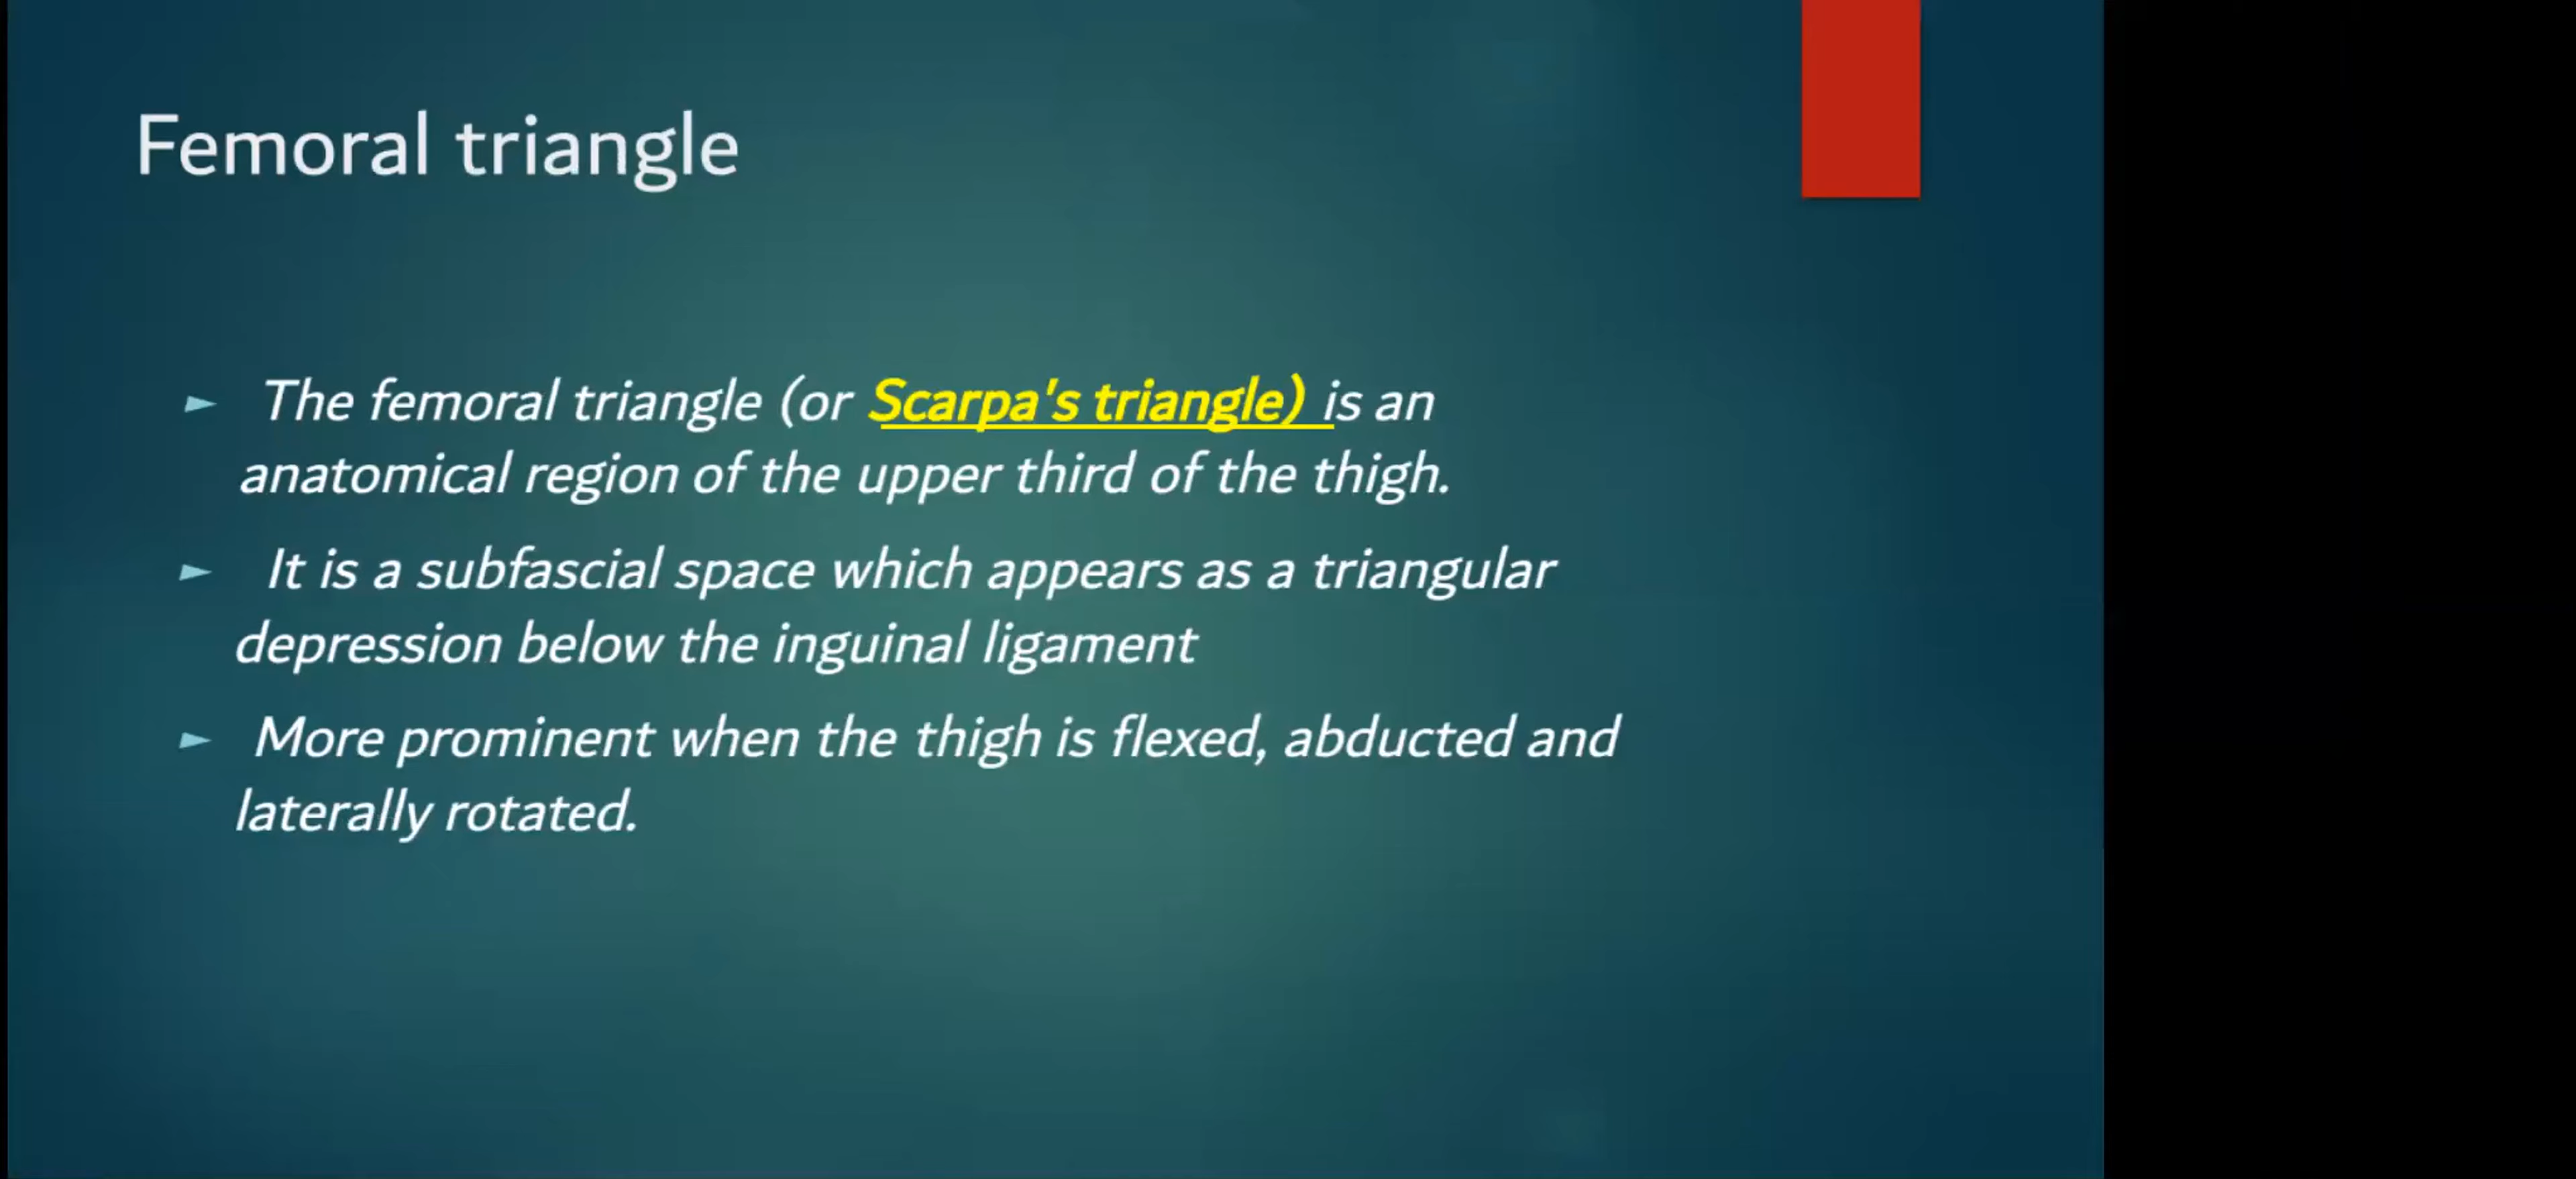 Femoral triangle
► The femoral triangle (or Scarpa's triangle) is an
anatomical region of the upper third of the thigh.
► It is a subfascial space which appears as a triangular
depression below the inguinal ligament
► More prominent when the thigh is flexed, abducted and
laterally rotated.